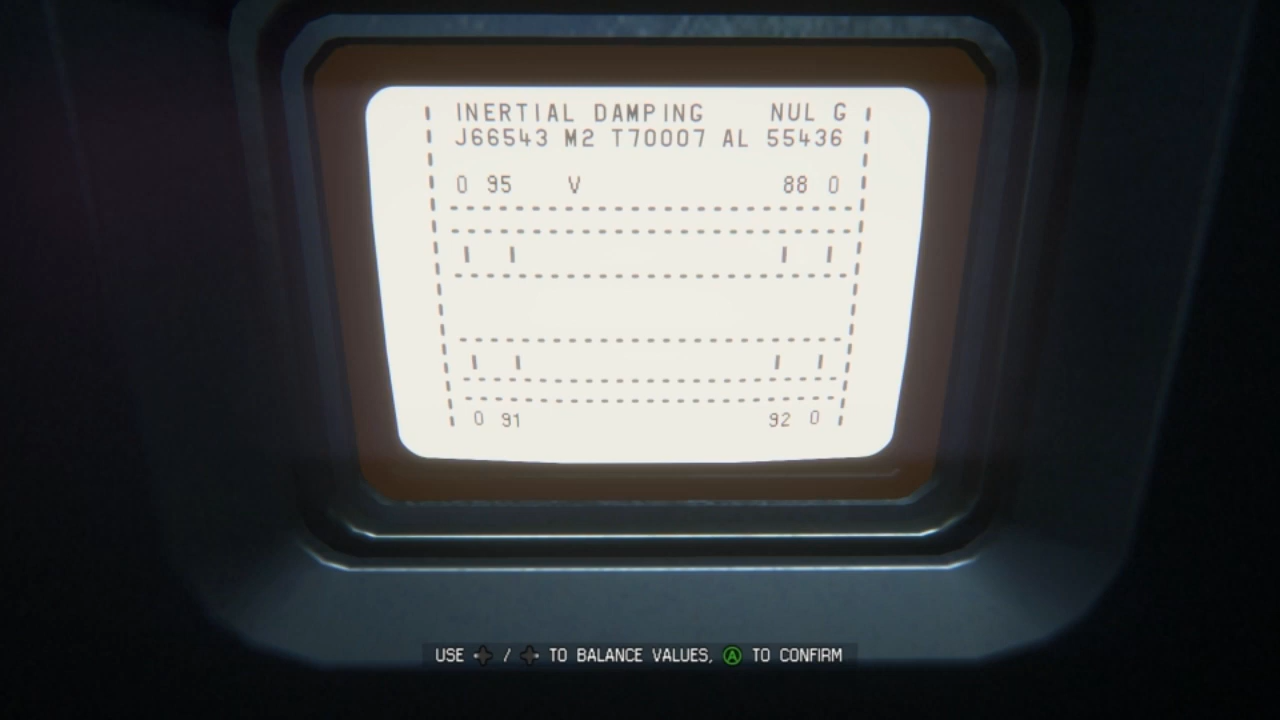 INERTIAL DAMPING NUL G
J66543 M2 T70007 AL 55436
0 95 V 88 0
0 91 92 0
USE / TO BALANCE VALUES, A TO CONFIRM